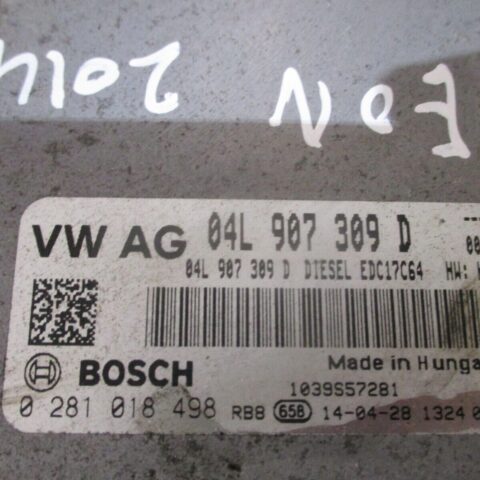 2014 EON
VW AG 04L 907 309 D
04L 907 309 D DIESEL EDC17C64 HW:
BOSCH Made in Hunga
1039S57281
0 281 018 498 RB8 658 14-04-28 1324